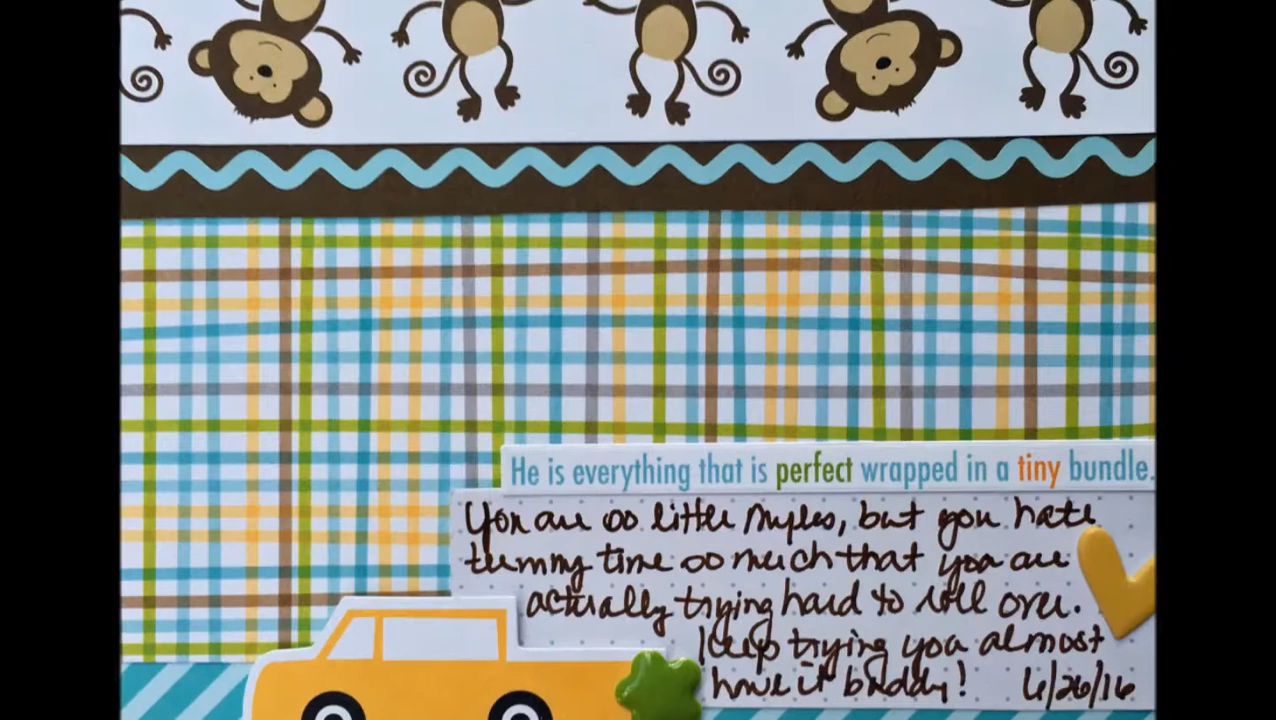 He is everything that is perfect wrapped in a tiny bundle.
You are so little Myles, but you hate
tummy time so much that you are
actually trying hard to roll over.
Keep trying you almost
have it buddy! 6/26/16